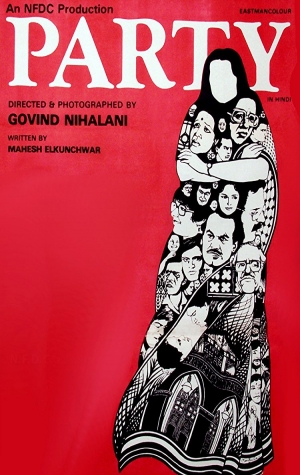 An NFDC Production
EASTMANCOLOUR
PARTY
IN HINDI
DIRECTED & PHOTOGRAPHED BY
GOVIND NIHALANI
WRITTEN BY
MAHESH ELKUNCHWAR